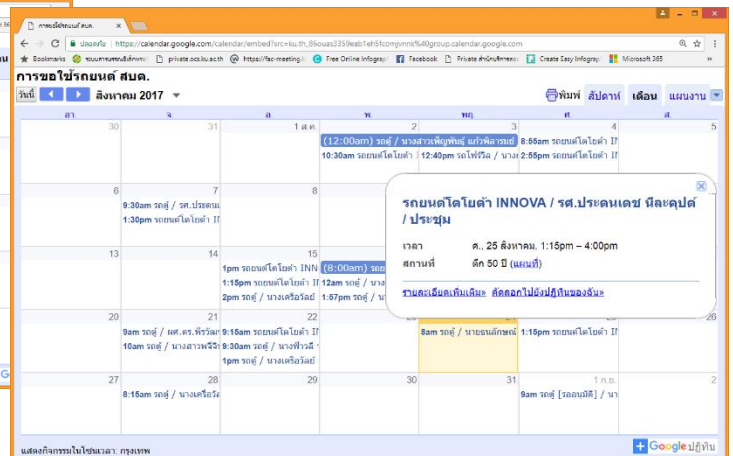 การขอใช้รถยนต์ สบค.
https://calendar.google.com/calendar/embed?src=ku.th_
Bookmarks
private.ocs.ku.ac.th
https://fac-meeting.
Free Online Infograp
Facebook
Create Easy Infograp
Microsoft 365
การขอใช้รถยนต์ สบค.
วันนี้ สิงหาคม 2017 พิมพ์ สัปดาห์ เดือน แผนงาน
อา. จ. อ. พ. พฤ. ศ. ส.
30 31 1 ส.ค. 2 3 4 5
(12:00am) รถตู้ / นางสาวเพ็ญพันธุ์ แก้วพิลารมย์ 8:55am รถยนต์โตโยต้า
10:30am รถยนต์โตโยต้า 12:40pm รถโฟร์วีล / 2:55pm รถยนต์โตโยต้า
6 7 8
9:30am รถตู้ / รศ.ประดน
1:30pm รถยนต์โตโยต้า
รถยนต์โตโยต้า INNOVA / รศ.ประดนเดช นีละคุปต์
/ ประชุม
เวลา ศ., 25 สิงหาคม, 1:15pm – 4:00pm
สถานที่ ตึก 50 ปี (แผนที่)
รายละเอียดเพิ่มเติม» คัดลอกไปยังปฏิทินของฉัน»
13 14 15
1pm รถยนต์โตโยต้า INN (8:00am)
1:15pm รถยนต์โตโยต้า 12am รถตู้ / นาง
2pm รถตู้ / นางเครือวัลย์ 1:57pm รถตู้ /
20 21 22 26
9am รถตู้ / ผศ.ดร.พีรวัฒ 9:15am รถยนต์โตโยต้า 8am รถตู้ / นายธนลักษณ์ 1:15pm รถยนต์โตโยต้า
10am รถตู้ / นางสาวพจี 9:30am รถตู้ / นางฟ้าวลี
1pm รถตู้ / นางเครือวัลย์
27 28 29 30 31 1 ก.ย. 2
8:15am รถตู้ / นางเครือวัล 9am รถตู้ [รออนุมัติ] / นา
แสดงกิจกรรมในโซนเวลา: กรุงเทพ
Googleปฏิทิน